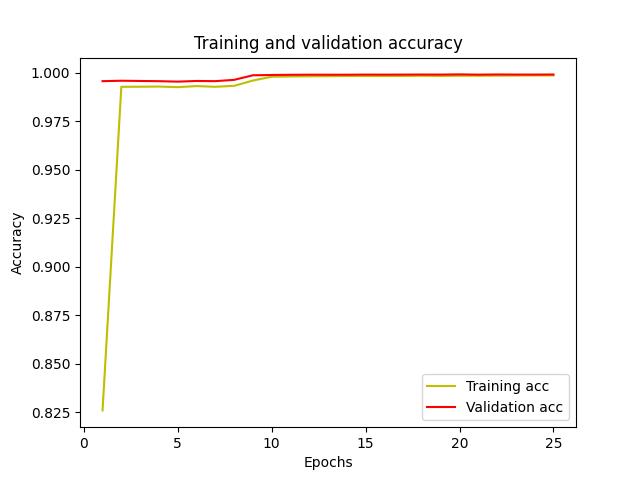 Training and validation accuracy
1.000
0.975
0.950
0.925
0.900
0.875
0.850
0.825
Accuracy
0 5 10 15 20 25
Epochs
Training acc
Validation acc